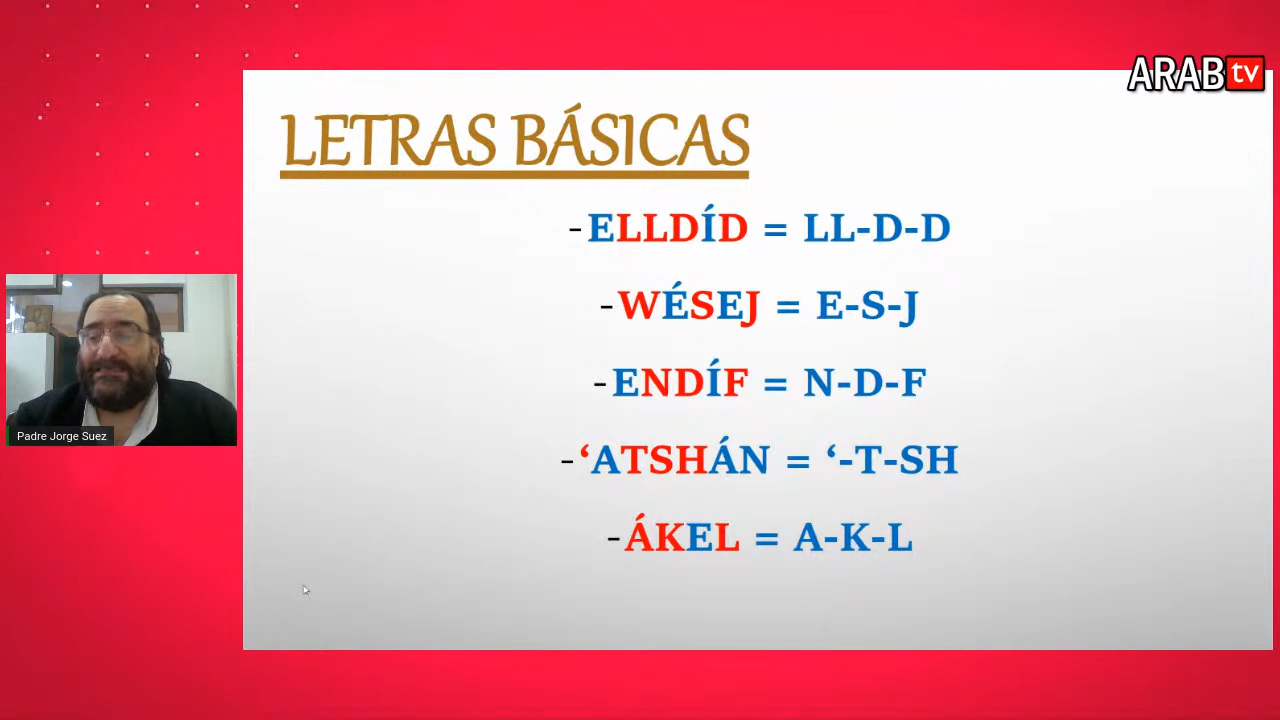 ARABtv
LETRAS BÁSICAS
-ELLDÍD = LL-D-D
-WÉSEJ = E-S-J
-ENDÍF = N-D-F
-‘ATSHÁN = ‘-T-SH
-ÁKEL = A-K-L
Padre Jorge Suez